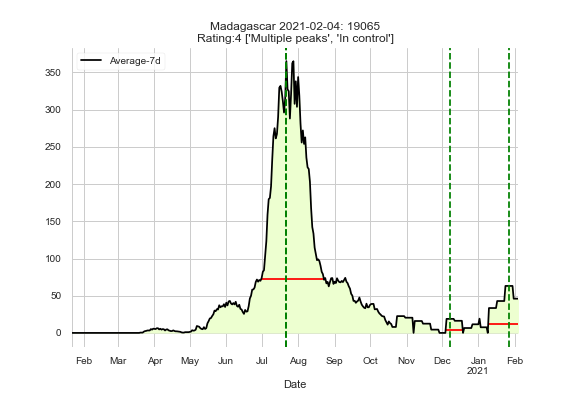 Madagascar 2021-02-04: 19065
Rating:4 ['Multiple peaks', 'In control']
Average-7d
350
300
250
200
150
100
50
0
Feb Mar Apr May Jun Jul Aug Sep Oct Nov Dec Jan Feb
2021
Date